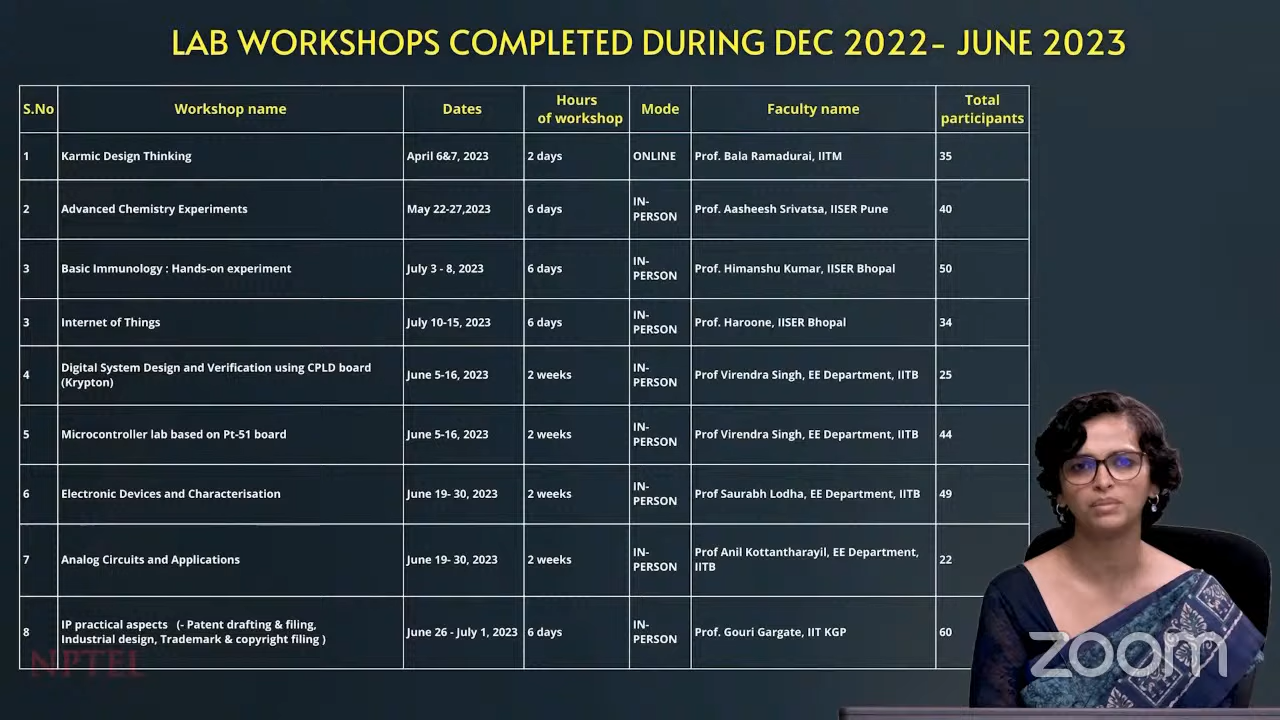 LAB WORKSHOPS COMPLETED DURING DEC 2022- JUNE 2023
S.No Workshop name Dates Hours of workshop Mode Faculty name Total participants
1 Karmic Design Thinking April 6&7, 2023 2 days ONLINE Prof. Bala Ramadurai, IITM 35
2 Advanced Chemistry Experiments May 22-27,2023 6 days IN-PERSON Prof. Aasheesh Srivatsa, IISER Pune 40
3 Basic Immunology : Hands-on experiment July 3 - 8, 2023 6 days IN-PERSON Prof. Himanshu Kumar, IISER Bhopal 50
3 Internet of Things July 10-15, 2023 6 days IN-PERSON Prof. Haroone, IISER Bhopal 34
4 Digital System Design and Verification using CPLD board (Krypton) June 5-16, 2023 2 weeks IN-PERSON Prof Virendra Singh, EE Department, IITB 25
5 Microcontroller lab based on Pt-51 board June 5-16, 2023 2 weeks IN-PERSON Prof Virendra Singh, EE Department, IITB 44
6 Electronic Devices and Characterisation June 19- 30, 2023 2 weeks IN-PERSON Prof Saurabh Lodha, EE Department, IITB 49
7 Analog Circuits and Applications June 19- 30, 2023 2 weeks IN-PERSON Prof Anil Kottantharayil, EE Department, IITB 22
8 IP practical aspects (- Patent drafting & filing, Industrial design, Trademark & copyright filing ) June 26 - July 1, 2023 6 days IN-PERSON Prof. Gouri Gargate, IIT KGP 60
NPTEL
zoom